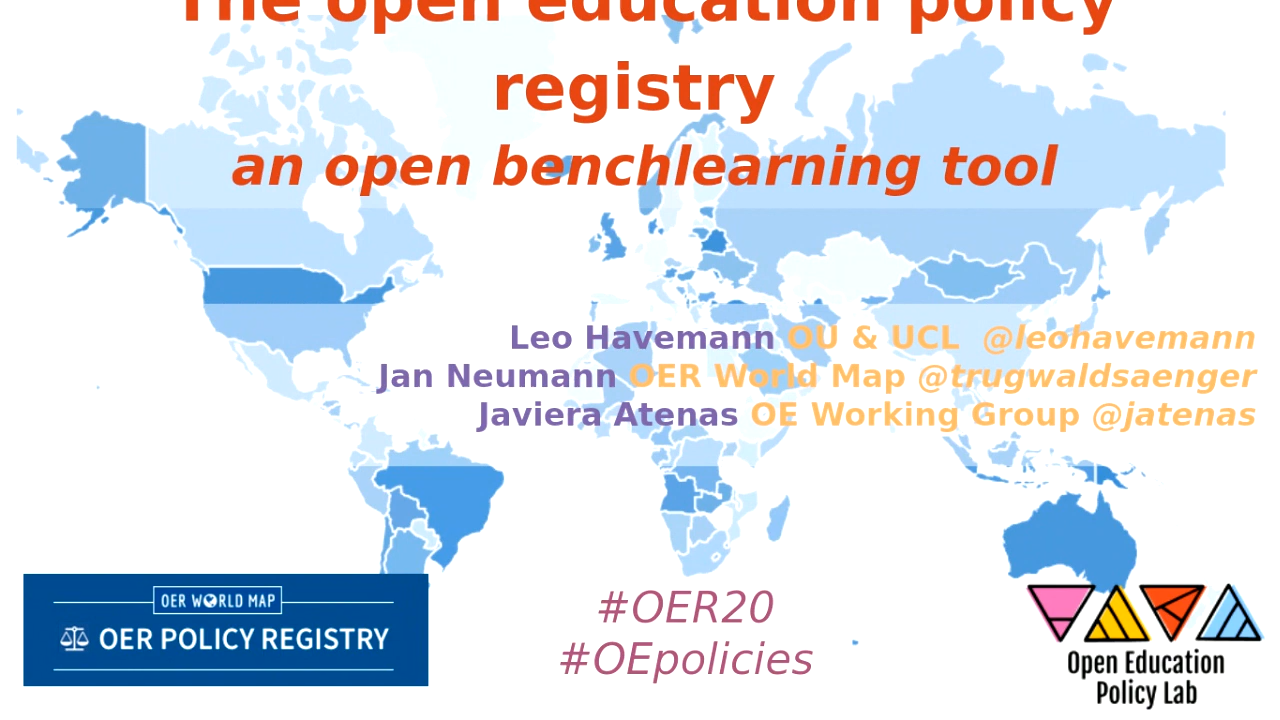 The open education policy
registry
an open benchlearning tool
Leo Havemann OU & UCL @leohavemann
Jan Neumann OER World Map @trugwaldsaenger
Javiera Atenas OE Working Group @jatenas
OER WORLD MAP
OER POLICY REGISTRY
#OER20
#OEpolicies
Open Education
Policy Lab